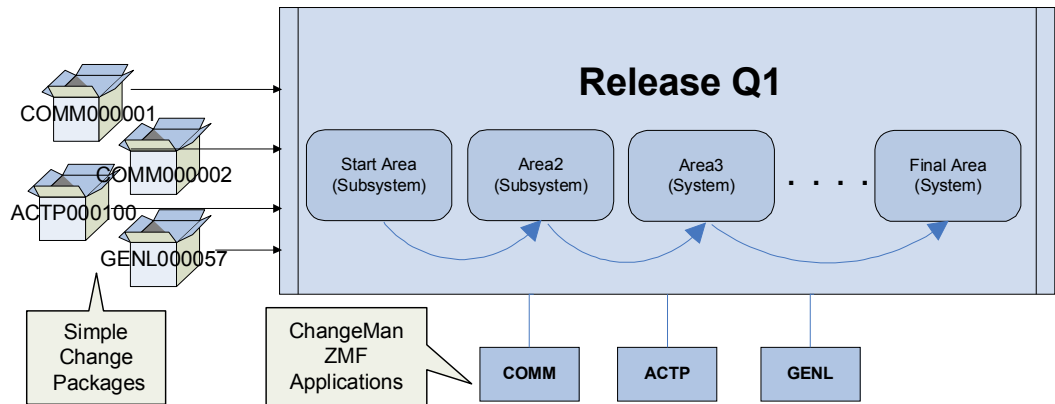 Release Q1
COMM000001
COMM000002
ACTP000100
GENL000057
Start Area
(Subsystem)
Area2
(Subsystem)
Area3
(System)
. . . .
Final Area
(System)
Simple
Change
Packages
ChangeMan
ZMF
Applications
COMM
ACTP
GENL